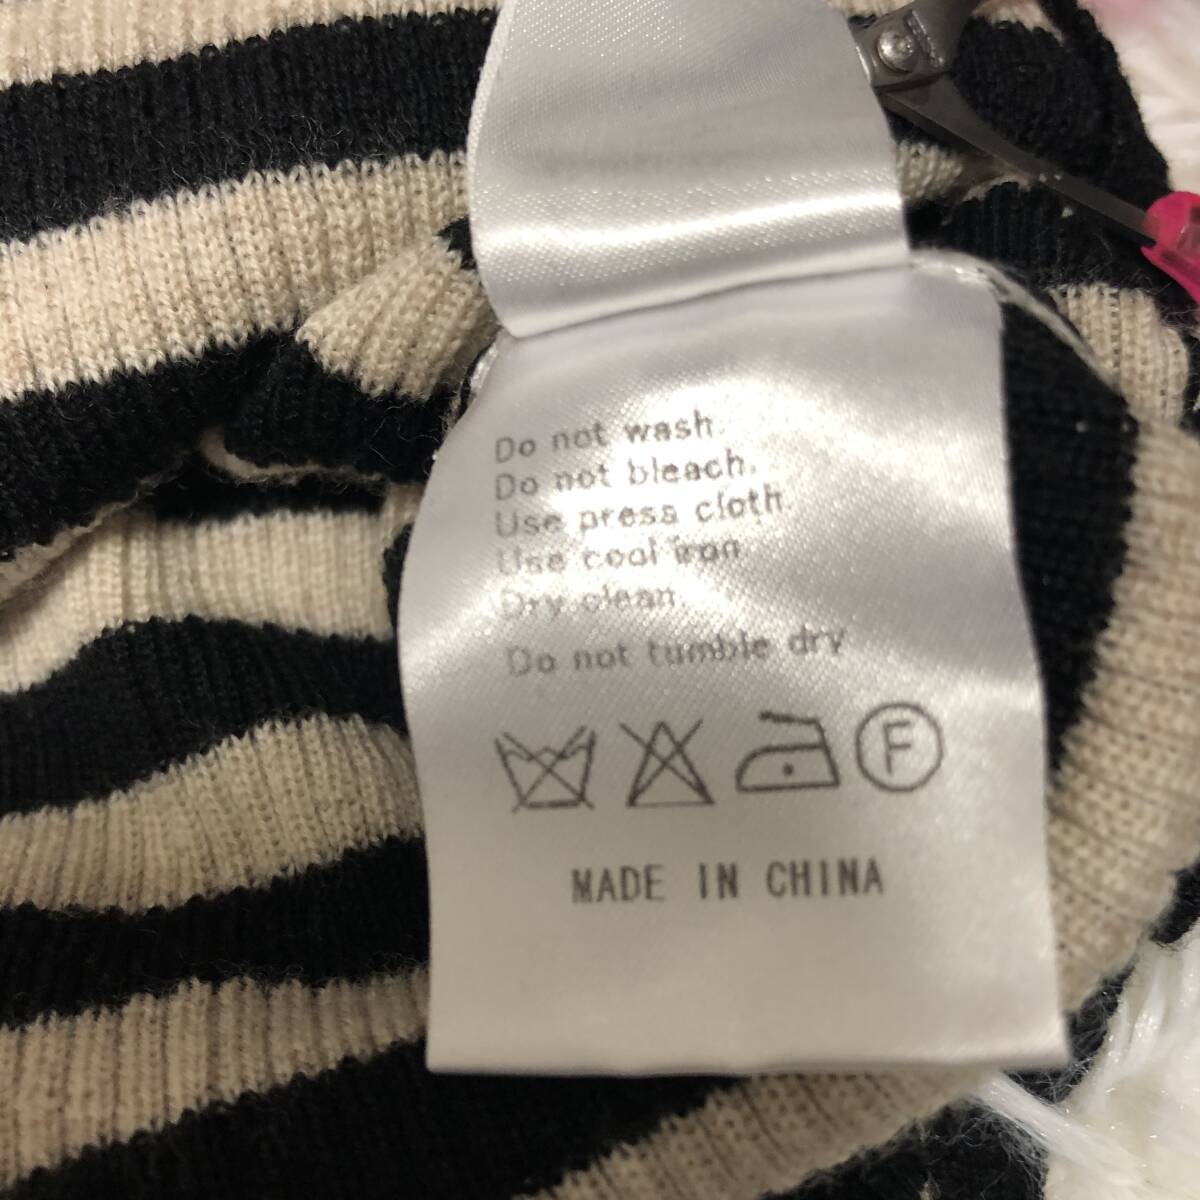 Do not wash.
Do not bleach.
Use press cloth.
Use cool iron.
Dry clean.
Do not tumble dry
F
MADE IN CHINA